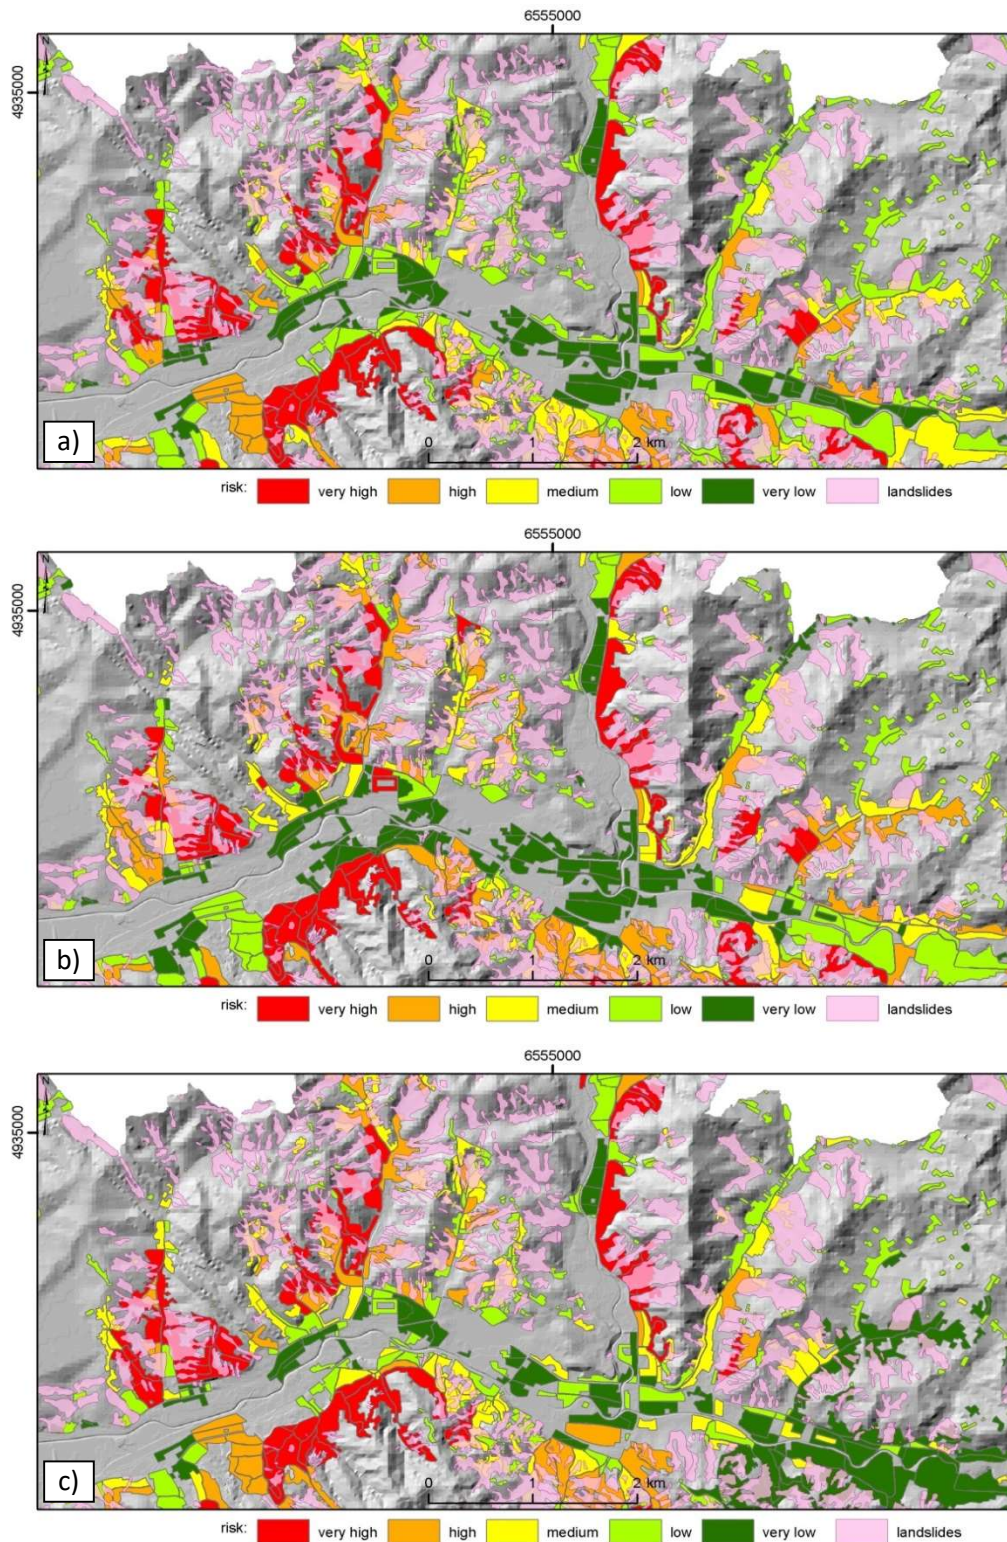 6555000
4935000
N
a)
0 1 2 km
risk: very high high medium low very low landslides
6555000
4935000
N
b)
0 1 2 km
risk: very high high medium low very low landslides
6555000
4935000
N
c)
0 1 2 km
risk: very high high medium low very low landslides